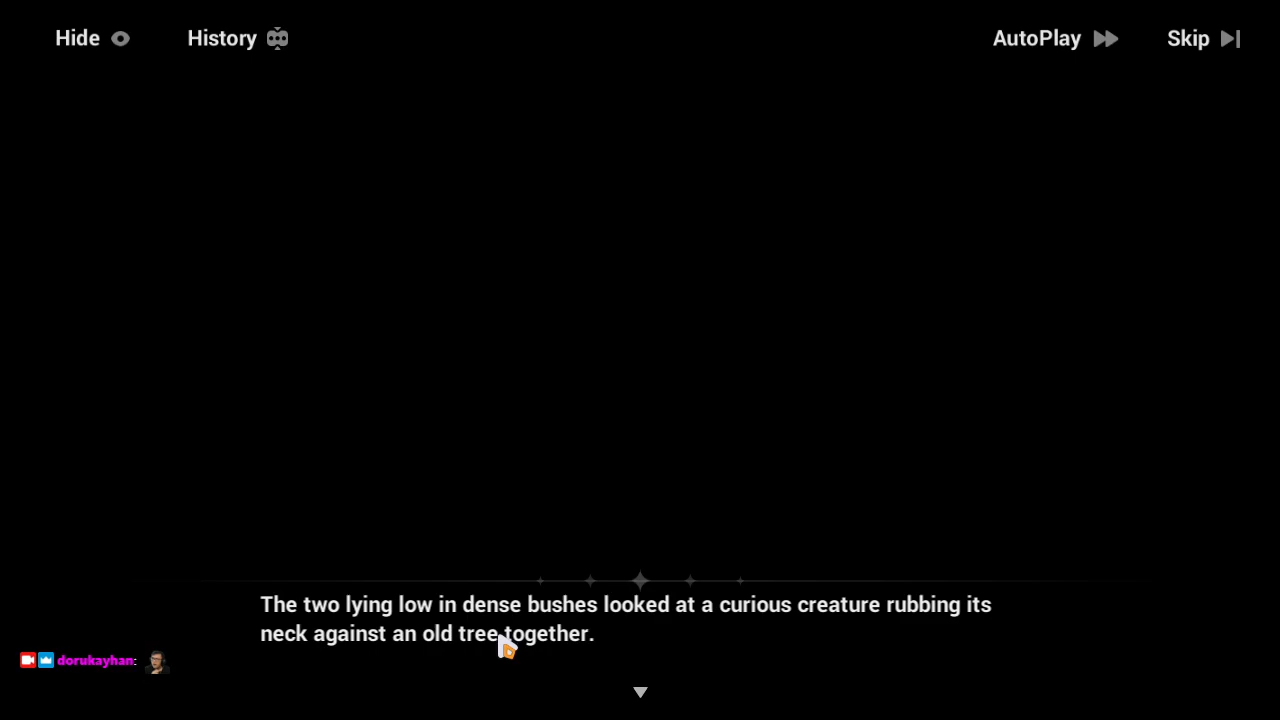 Hide
History
AutoPlay
Skip
The two lying low in dense bushes looked at a curious creature rubbing its
neck against an old tree together.
dorukayhan: